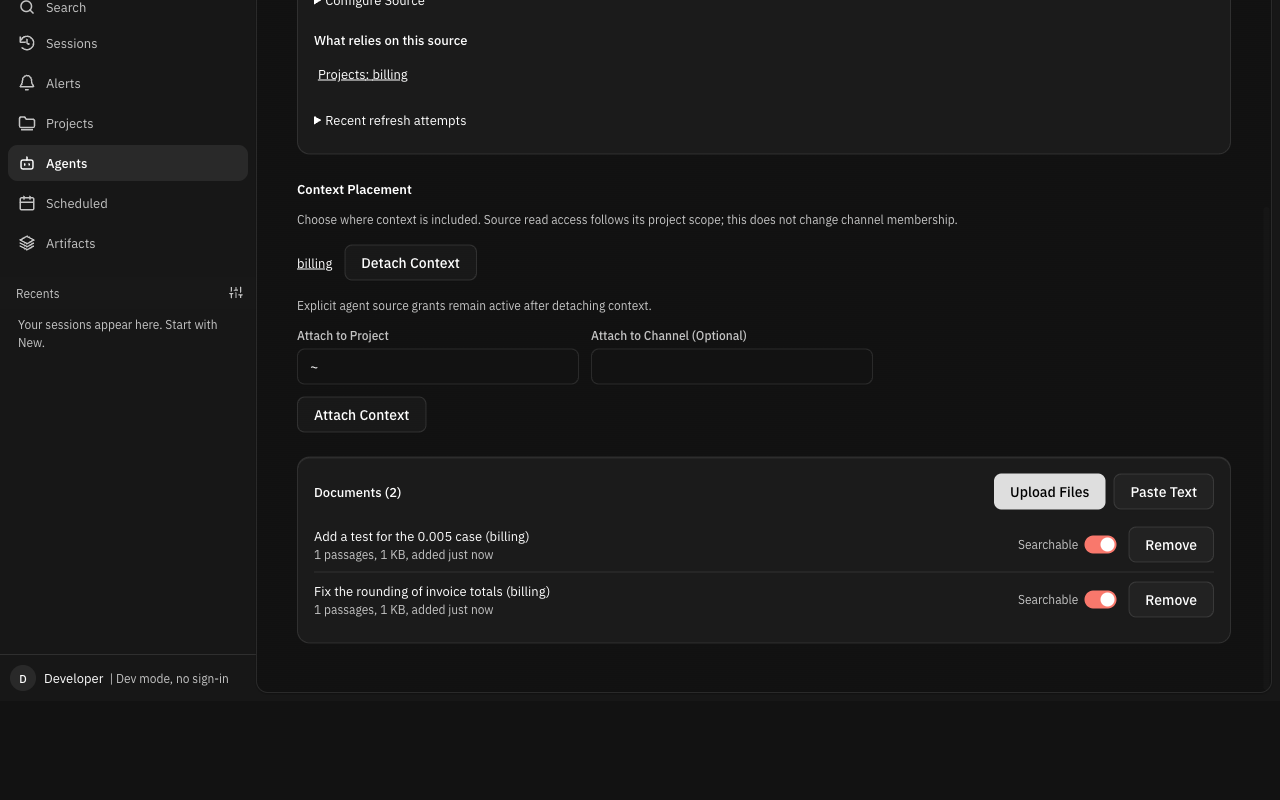 Search
Sessions
Alerts
Projects
Agents
Scheduled
Artifacts
Recents
Your sessions appear here. Start with
New.
D Developer | Dev mode, no sign-in
Configure Source
What relies on this source
Projects: billing
Recent refresh attempts
Context Placement
Choose where context is included. Source read access follows its project scope; this does not change channel membership.
billing Detach Context
Explicit agent source grants remain active after detaching context.
Attach to Project Attach to Channel (Optional)
~
Attach Context
Documents (2) Upload Files Paste Text
Add a test for the 0.005 case (billing)
1 passages, 1 KB, added just now
Searchable Remove
Fix the rounding of invoice totals (billing)
1 passages, 1 KB, added just now
Searchable Remove